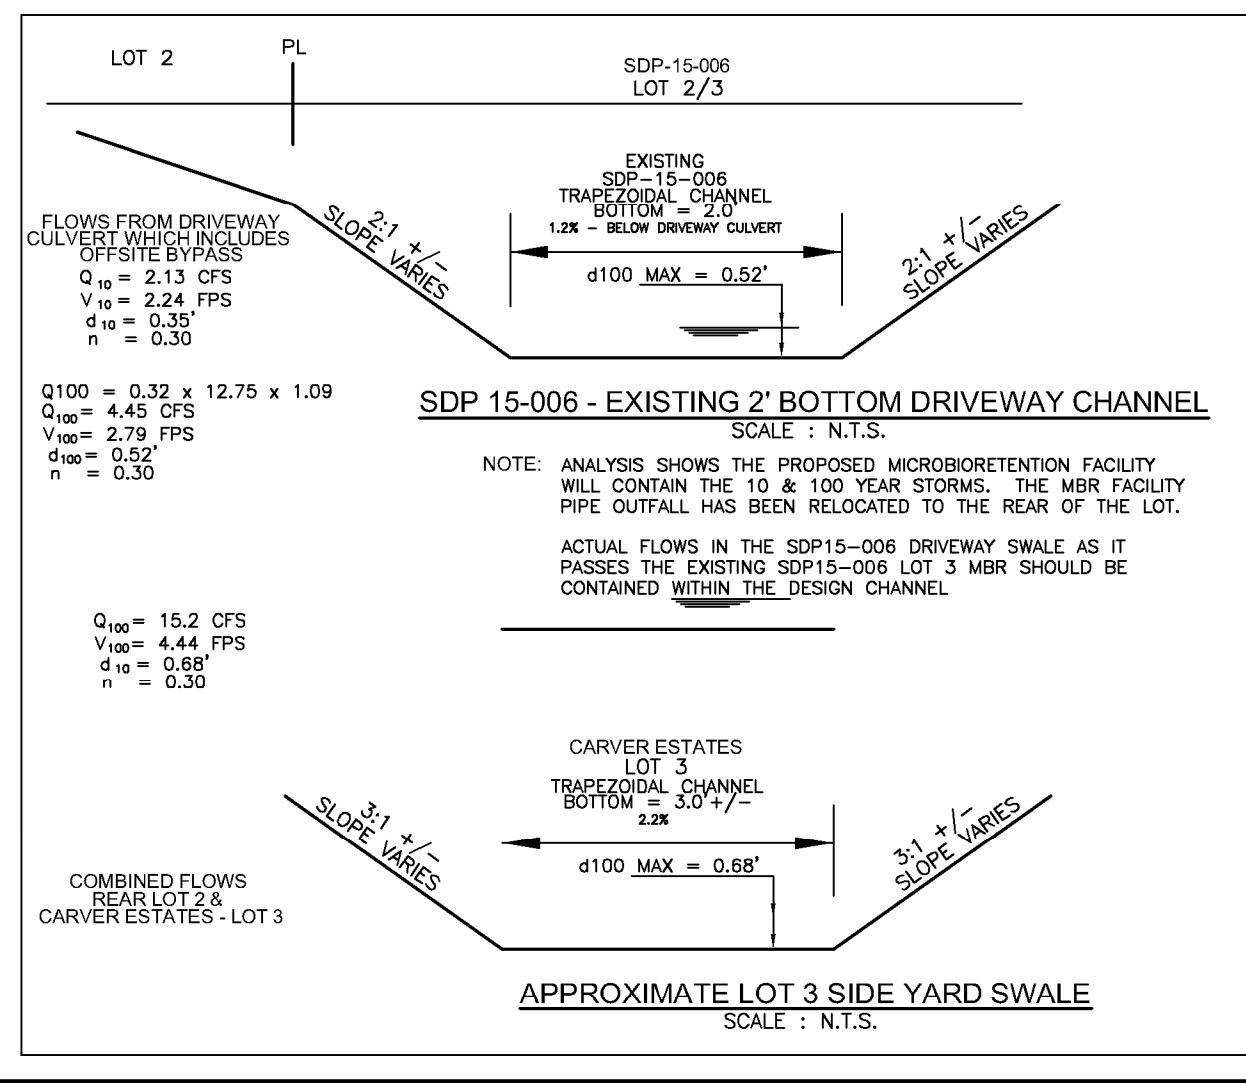 LOT 2
PL
SDP-15-006
LOT 2/3
EXISTING
SDP-15-006
TRAPEZOIDAL CHANNEL
BOTTOM = 2.0'
1.2% - BELOW DRIVEWAY CULVERT
2:1 +/-
SLOPE VARIES
2:1 +/-
SLOPE VARIES
d100 MAX = 0.52'
FLOWS FROM DRIVEWAY
CULVERT WHICH INCLUDES
OFFSITE BYPASS
Q10 = 2.13 CFS
V10 = 2.24 FPS
d10 = 0.35'
n = 0.30
Q100 = 0.32 x 12.75 x 1.09
Q100 = 4.45 CFS
V100 = 2.79 FPS
d100 = 0.52'
n = 0.30
SDP 15-006 - EXISTING 2' BOTTOM DRIVEWAY CHANNEL
SCALE : N.T.S.
NOTE: ANALYSIS SHOWS THE PROPOSED MICROBIORETENTION FACILITY
WILL CONTAIN THE 10 & 100 YEAR STORMS. THE MBR FACILITY
PIPE OUTFALL HAS BEEN RELOCATED TO THE REAR OF THE LOT.
ACTUAL FLOWS IN THE SDP15-006 DRIVEWAY SWALE AS IT
PASSES THE EXISTING SDP15-006 LOT 3 MBR SHOULD BE
CONTAINED WITHIN THE DESIGN CHANNEL
Q100 = 15.2 CFS
V100 = 4.44 FPS
d10 = 0.68'
n = 0.30
CARVER ESTATES
LOT 3
TRAPEZOIDAL CHANNEL
BOTTOM = 3.0'+/-
2.2%
3:1 +/-
SLOPE VARIES
3:1 +/-
SLOPE VARIES
d100 MAX = 0.68'
COMBINED FLOWS
REAR LOT 2 &
CARVER ESTATES - LOT 3
APPROXIMATE LOT 3 SIDE YARD SWALE
SCALE : N.T.S.